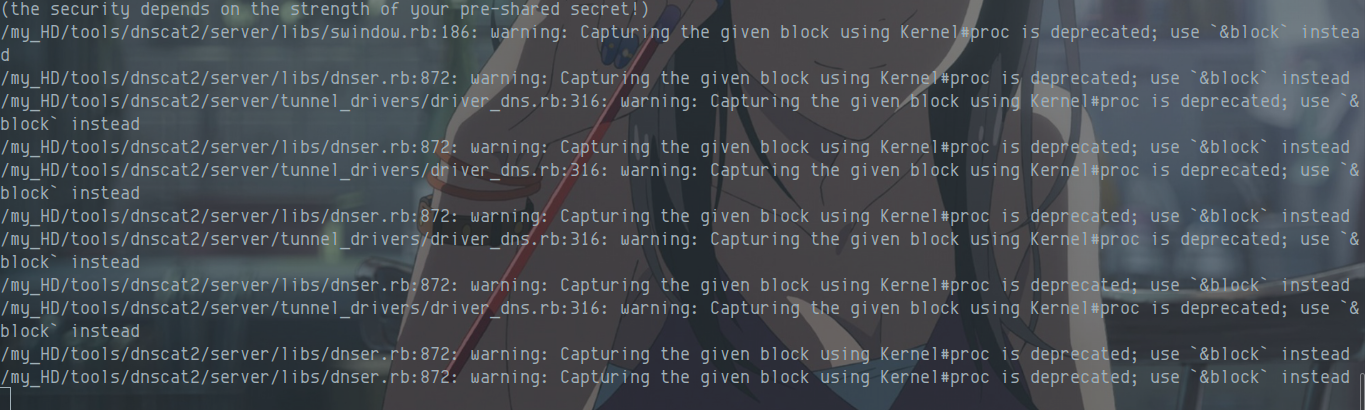 (the security depends on the strength of your pre-shared secret!)
/my_HD/tools/dnscat2/server/libs/swindow.rb:186: warning: Capturing the given block using Kernel#proc is deprecated; use `&block` instea
d
/my_HD/tools/dnscat2/server/libs/dnser.rb:872: warning: Capturing the given block using Kernel#proc is deprecated; use `&block` instead
/my_HD/tools/dnscat2/server/tunnel_drivers/driver_dns.rb:316: warning: Capturing the given block using Kernel#proc is deprecated; use `&
block` instead
/my_HD/tools/dnscat2/server/libs/dnser.rb:872: warning: Capturing the given block using Kernel#proc is deprecated; use `&block` instead
/my_HD/tools/dnscat2/server/tunnel_drivers/driver_dns.rb:316: warning: Capturing the given block using Kernel#proc is deprecated; use `&
block` instead
/my_HD/tools/dnscat2/server/libs/dnser.rb:872: warning: Capturing the given block using Kernel#proc is deprecated; use `&block` instead
/my_HD/tools/dnscat2/server/tunnel_drivers/driver_dns.rb:316: warning: Capturing the given block using Kernel#proc is deprecated; use `&
block` instead
/my_HD/tools/dnscat2/server/libs/dnser.rb:872: warning: Capturing the given block using Kernel#proc is deprecated; use `&block` instead
/my_HD/tools/dnscat2/server/tunnel_drivers/driver_dns.rb:316: warning: Capturing the given block using Kernel#proc is deprecated; use `&
block` instead
/my_HD/tools/dnscat2/server/libs/dnser.rb:872: warning: Capturing the given block using Kernel#proc is deprecated; use `&block` instead
/my_HD/tools/dnscat2/server/libs/dnser.rb:872: warning: Capturing the given block using Kernel#proc is deprecated; use `&block` instead